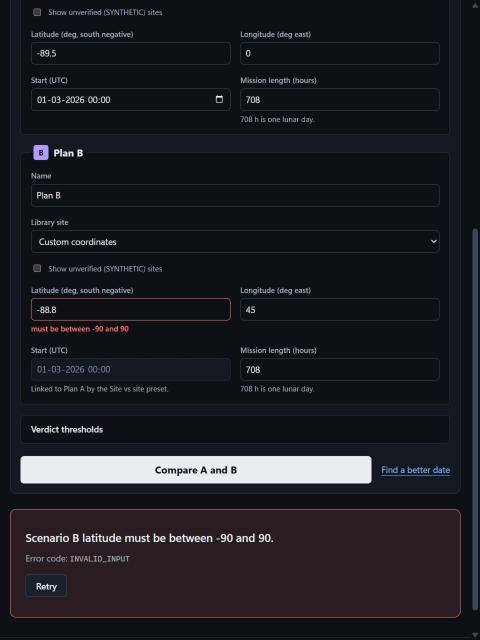 Show unverified (SYNTHETIC) sites
Latitude (deg, south negative)
Longitude (deg east)
-89.5
0
Start (UTC)
Mission length (hours)
01-03-2026 00:00
708
708 h is one lunar day.
B Plan B
Name
Plan B
Library site
Custom coordinates
Show unverified (SYNTHETIC) sites
Latitude (deg, south negative)
Longitude (deg east)
-88.8
45
must be between -90 and 90
Start (UTC)
Mission length (hours)
01-03-2026 00:00
708
Linked to Plan A by the Site vs site preset.
708 h is one lunar day.
Verdict thresholds
Compare A and B
Find a better date
Scenario B latitude must be between -90 and 90.
Error code: INVALID_INPUT
Retry